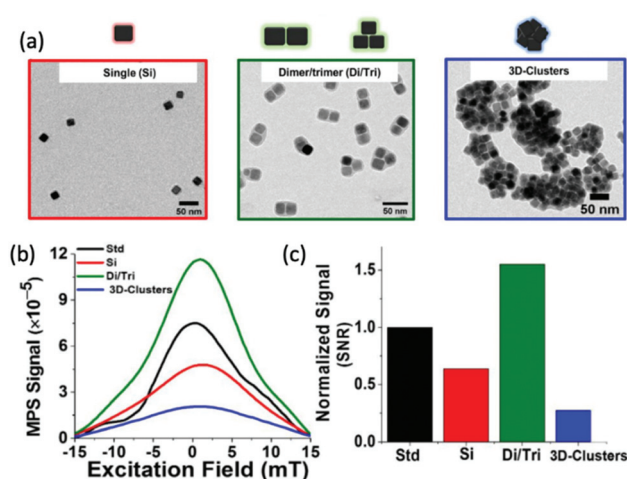 (a)
Single (Si)
50 nm
Dimer/trimer (Di/Tri)
50 nm
3D-Clusters
50 nm
(b)
MPS Signal (×10⁻⁵)
12
9
6
3
0
Std
Si
Di/Tri
3D-Clusters
-15 -10 -5 0 5 10 15
Excitation Field (mT)
(c)
Normalized Signal
(SNR)
1.5
1.0
0.5
0.0
Std Si Di/Tri 3D-Clusters